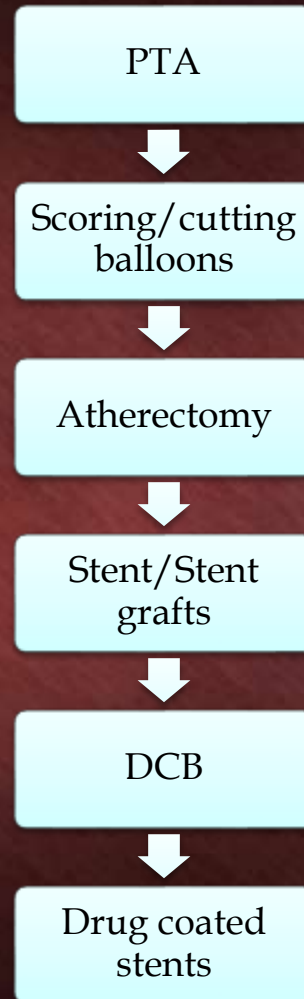 PTA
Scoring/cutting
balloons
Atherectomy
Stent/Stent
grafts
DCB
Drug coated
stents